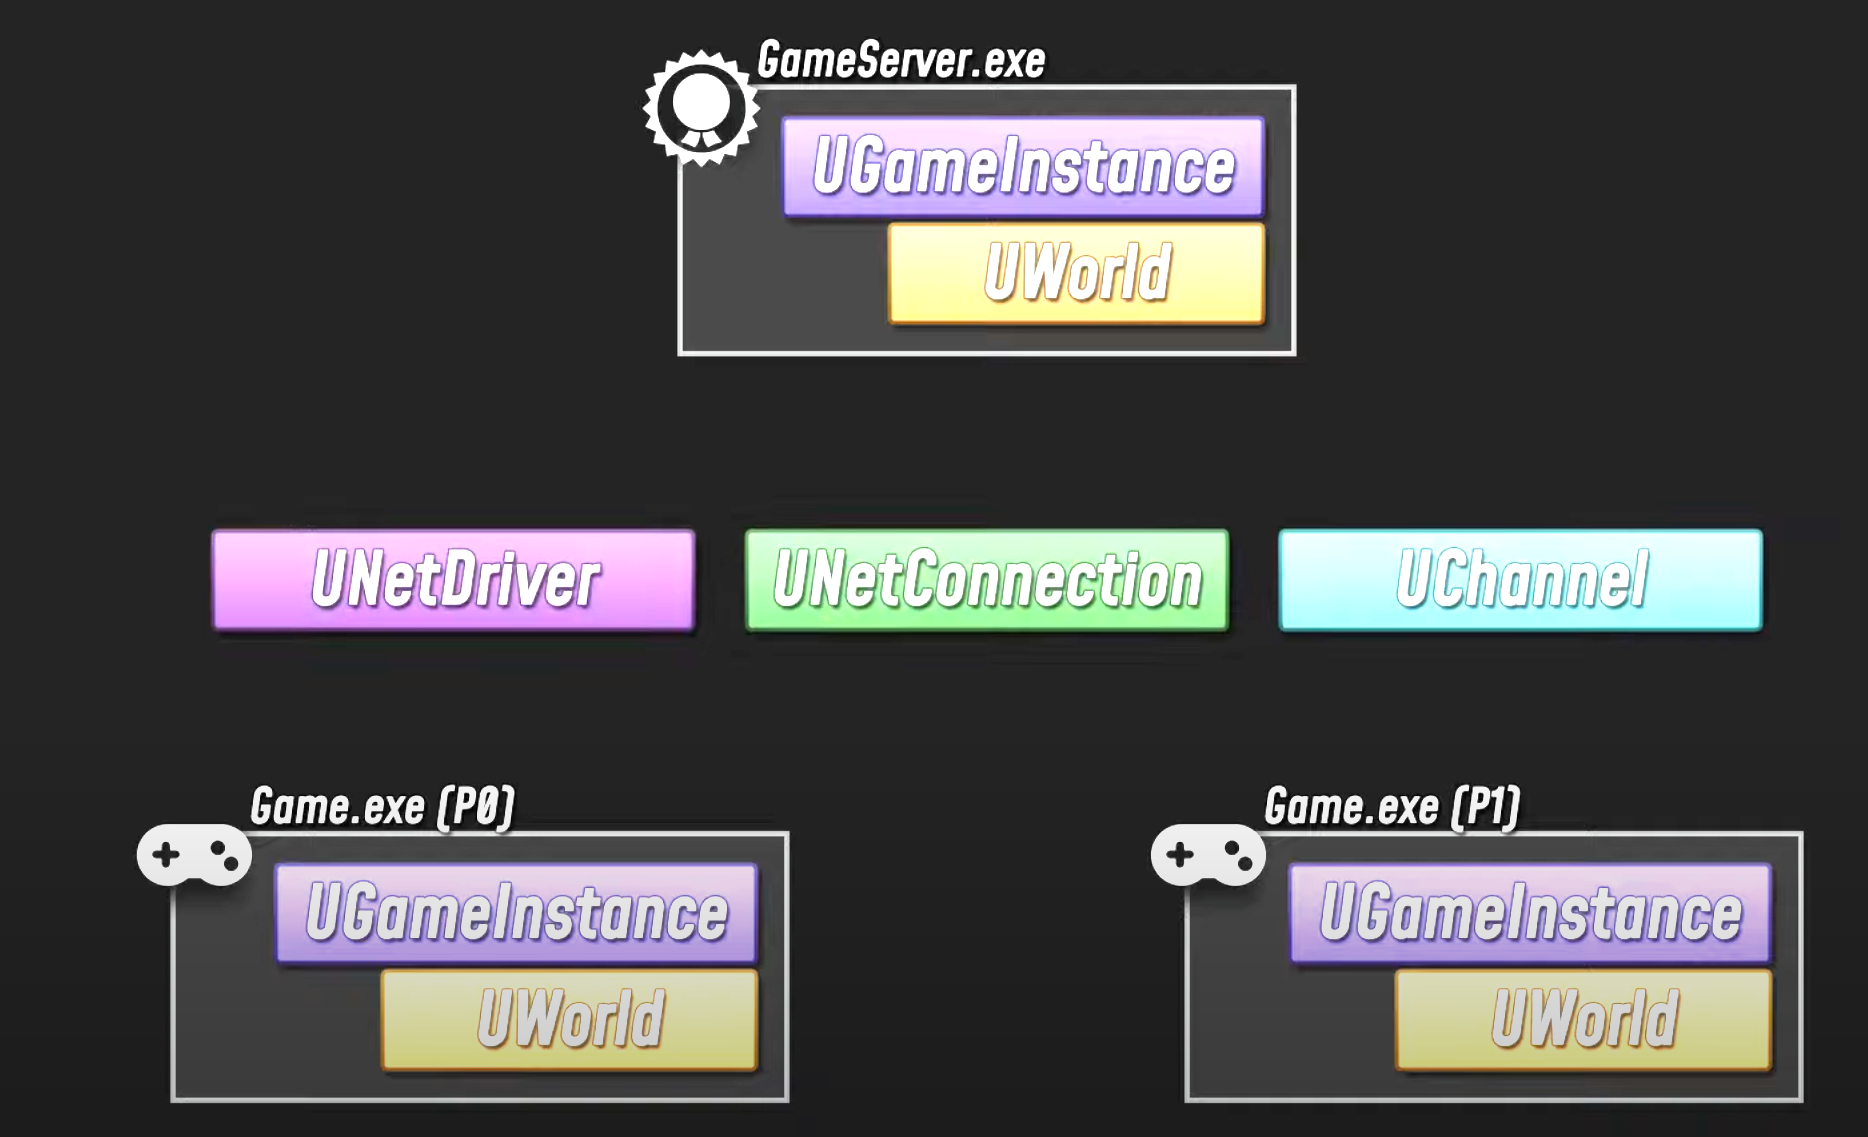 GameServer.exe
UGameInstance
UWorld
UNetDriver
UNetConnection
UChannel
Game.exe (P0)
UGameInstance
UWorld
Game.exe (P1)
UGameInstance
UWorld